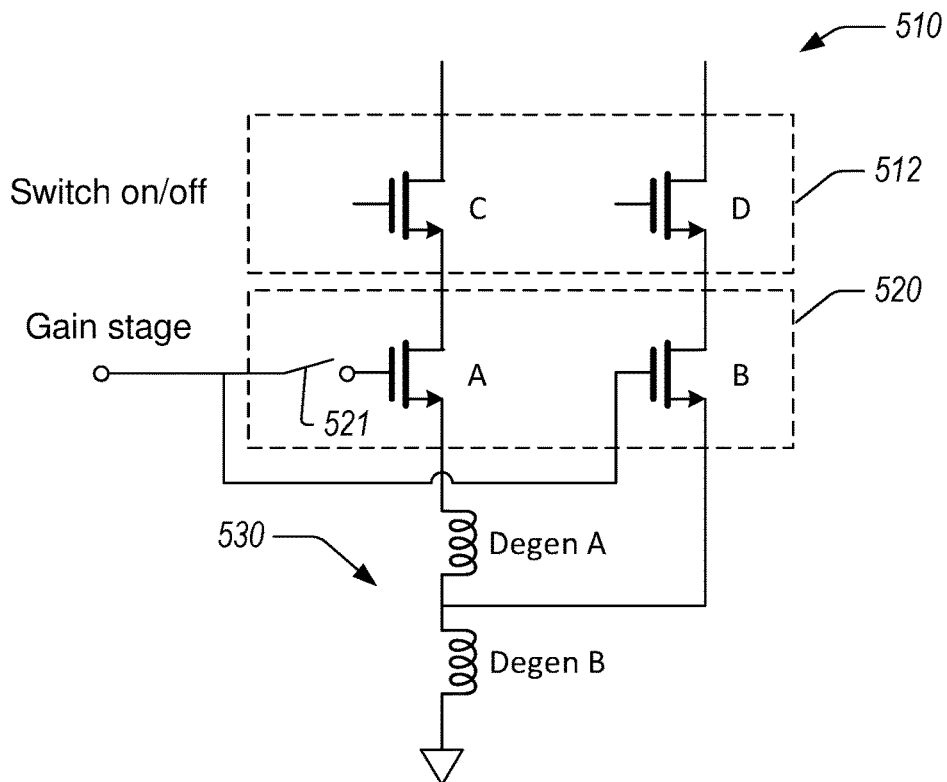 510
512
Switch on/off
C
D
520
Gain stage
A
B
521
530
Degen A
Degen B